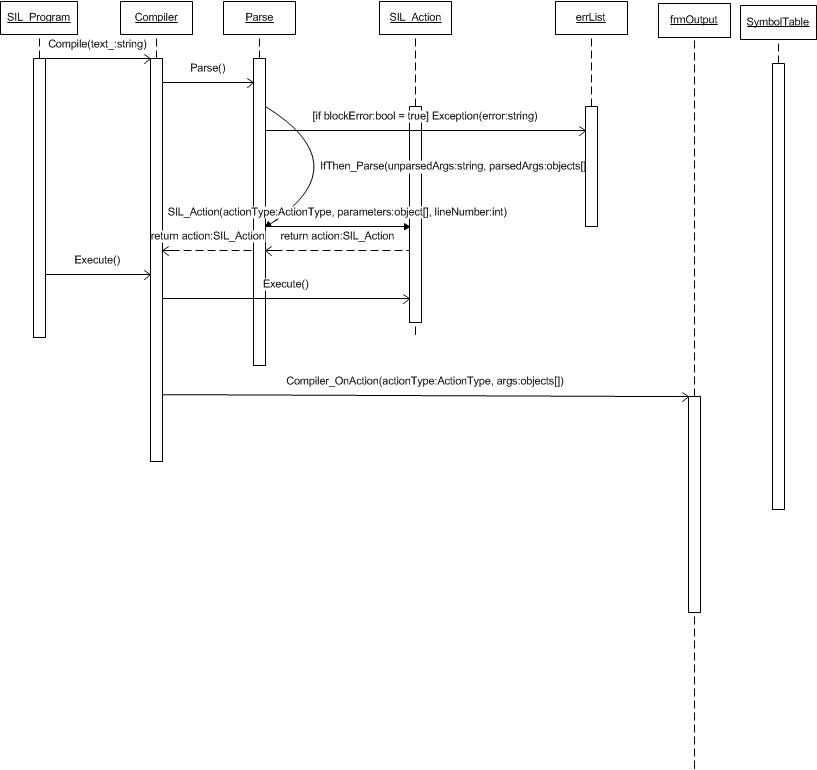 SIL_Program
Compiler
Parse
SIL_Action
errList
frmOutput
SymbolTable
Compile(text_:string)
Parse()
[if blockError:bool = true] Exception(error:string)
IfThen_Parse(unparsedArgs:string, parsedArgs:objects[]
SIL_Action(actionType:ActionType, parameters:object[], lineNumber:int)
return action:SIL_Action
return action:SIL_Action
Execute()
Execute()
Compiler_OnAction(actionType:ActionType, args:objects[])